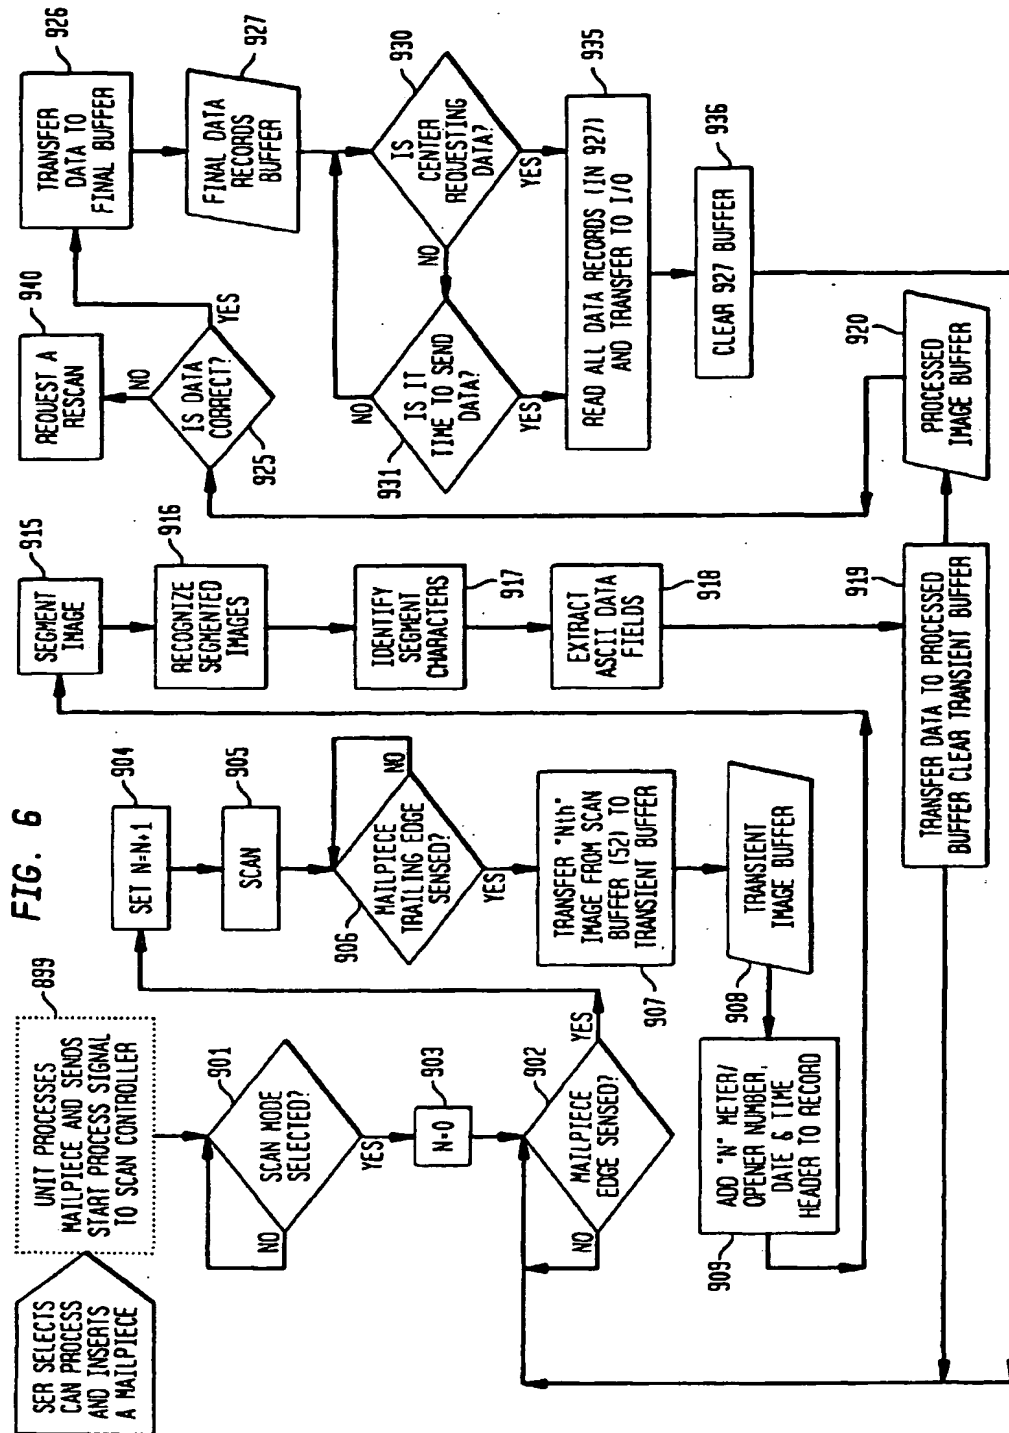 FIG. 6
SER SELECTS
CAN PROCESS
AND INSERTS
A MAILPIECE
UNIT PROCESSES
MAILPIECE AND SENDS
START PROCESS SIGNAL
TO SCAN CONTROLLER
899
SCAN MODE
SELECTED?
901
NO
YES
N=0
903
MAILPIECE
EDGE SENSED?
902
NO
YES
SET N=N+1
904
SCAN
905
MAILPIECE
TRAILING EDGE
SENSED?
906
NO
YES
TRANSFER "Nth"
IMAGE FROM SCAN
BUFFER (52) TO
TRANSIENT BUFFER
907
TRANSIENT
IMAGE BUFFER
908
ADD "N" METER/
OPENER NUMBER,
DATE & TIME
HEADER TO RECORD
909
SEGMENT
IMAGE
915
RECOGNIZE
SEGMENTED
IMAGES
916
IDENTIFY
SEGMENT
CHARACTERS
917
EXTRACT
ASCII DATA
FIELDS
918
TRANSFER DATA TO PROCESSED
BUFFER CLEAR TRANSIENT BUFFER
919
PROCESSED
IMAGE BUFFER
920
IS DATA
CORRECT?
925
NO
YES
REQUEST A
RESCAN
940
TRANSFER
DATA TO
FINAL BUFFER
926
FINAL DATA
RECORDS
BUFFER
927
IS
CENTER
REQUESTING
DATA?
930
NO
YES
IS IT
TIME TO SEND
DATA?
931
NO
YES
READ ALL DATA RECORDS (IN 927)
AND TRANSFER TO I/O
935
CLEAR 927 BUFFER
936